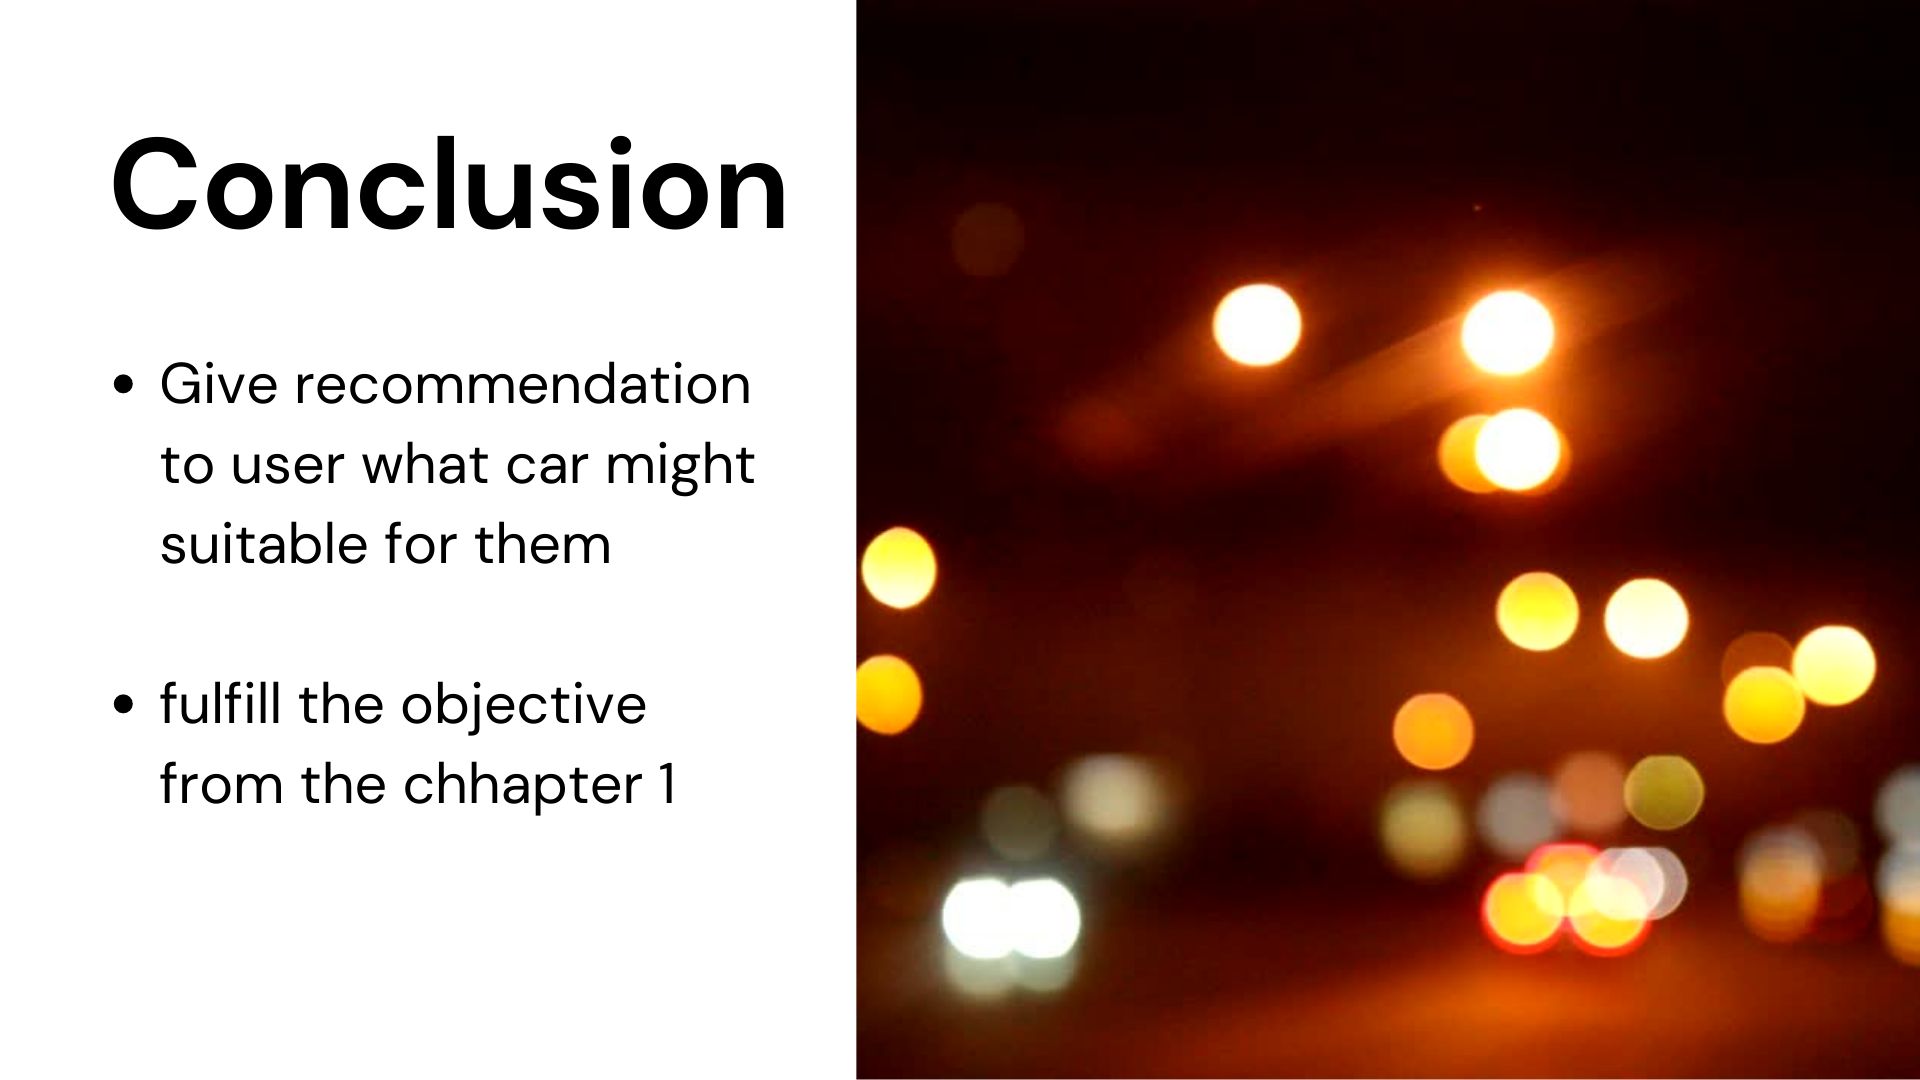 Conclusion
• Give recommendation
to user what car might
suitable for them
• fulfill the objective
from the chhapter 1